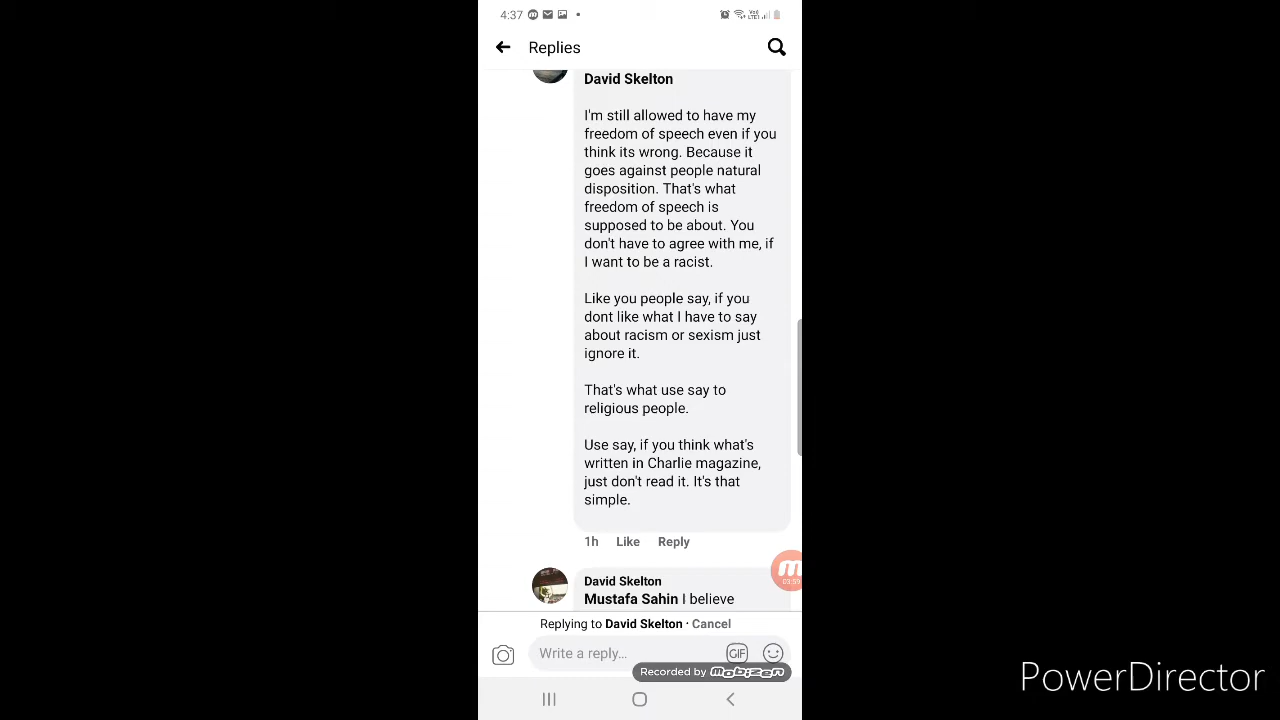 4:37
Replies
David Skelton
I'm still allowed to have my
freedom of speech even if you
think its wrong. Because it
goes against people natural
disposition. That's what
freedom of speech is
supposed to be about. You
don't have to agree with me, if
I want to be a racist.
Like you people say, if you
dont like what I have to say
about racism or sexism just
ignore it.
That's what use say to
religious people.
Use say, if you think what's
written in Charlie magazine,
just don't read it. It's that
simple.
1h Like Reply
David Skelton
Mustafa Sahin I believe
Replying to David Skelton · Cancel
Write a reply...
GIF
Recorded by mobizen
PowerDirector